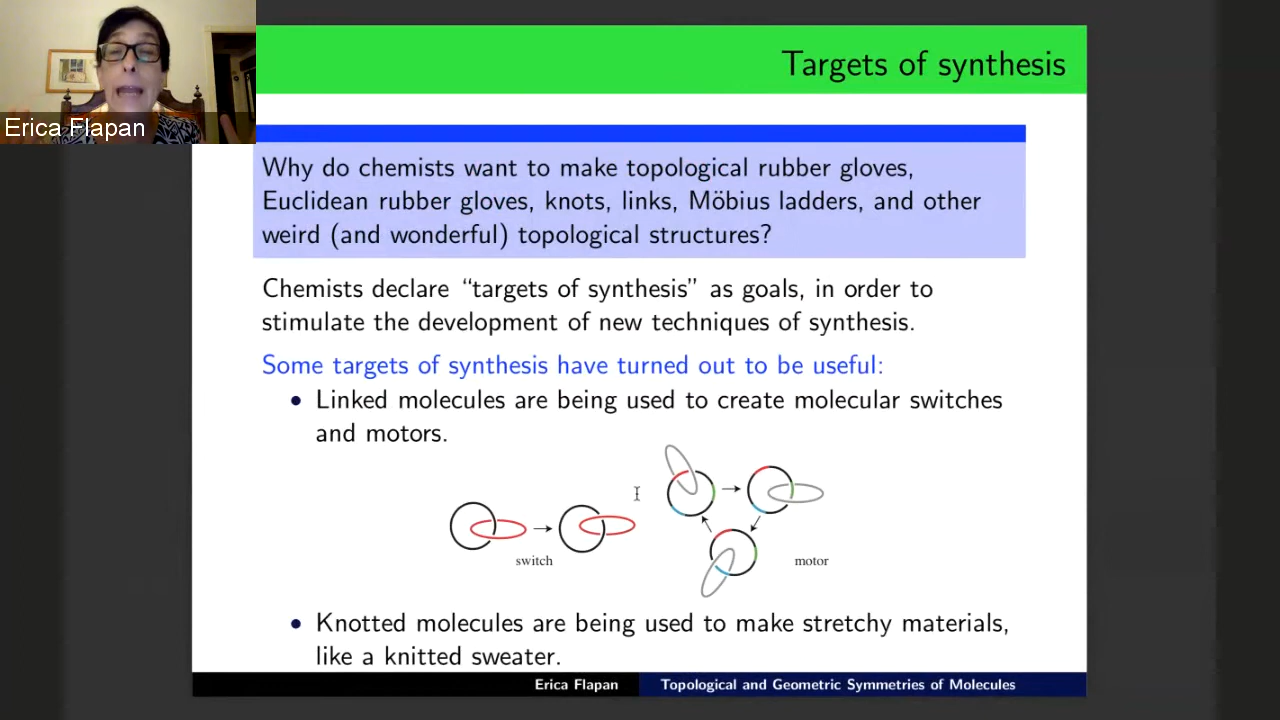 Targets of synthesis
Erica Flapan
Why do chemists want to make topological rubber gloves,
Euclidean rubber gloves, knots, links, Möbius ladders, and other
weird (and wonderful) topological structures?
Chemists declare “targets of synthesis” as goals, in order to
stimulate the development of new techniques of synthesis.
Some targets of synthesis have turned out to be useful:
• Linked molecules are being used to create molecular switches
and motors.
switch
motor
• Knotted molecules are being used to make stretchy materials,
like a knitted sweater.
Erica Flapan
Topological and Geometric Symmetries of Molecules